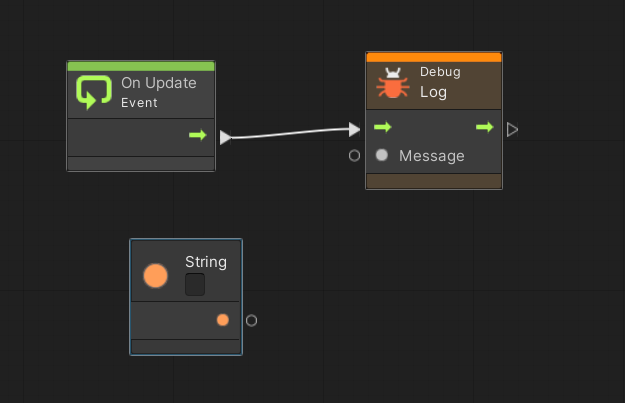 On Update
Event
Debug
Log
Message
String